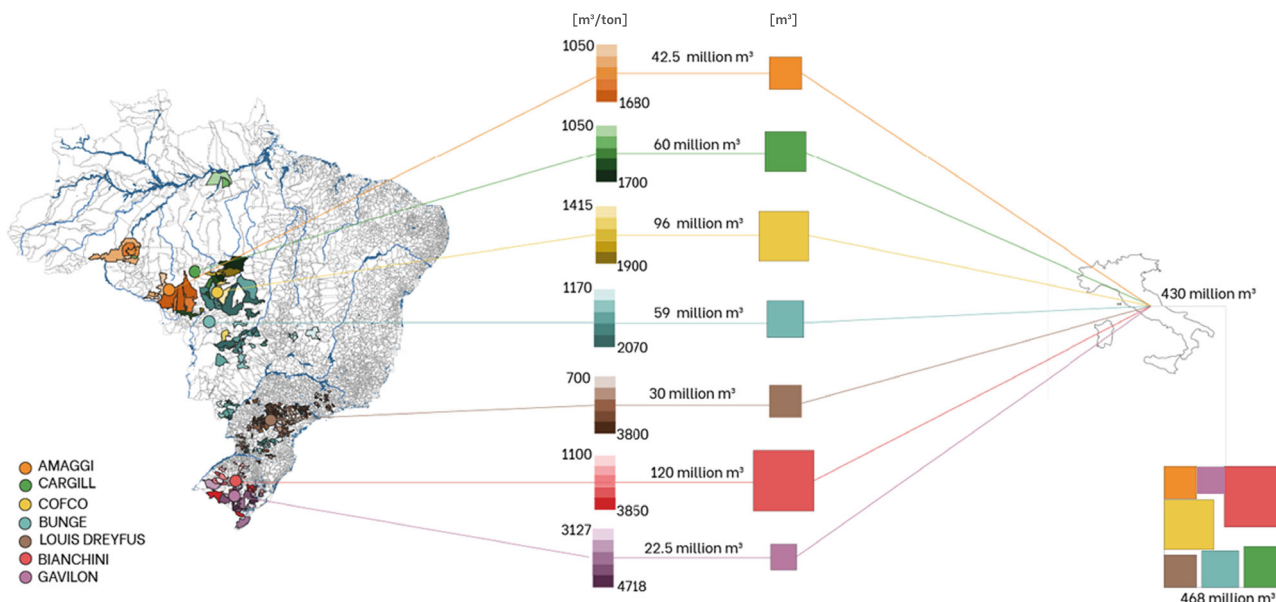 [m³/ton] [m³]
1050
42.5 million m³
1680
1050
60 million m³
1700
1415
96 million m³
1900
430 million m³
1170
59 million m³
2070
700
30 million m³
3800
1100
120 million m³
3850
3127
22.5 million m³
4718
AMAGGI
CARGILL
COFCO
BUNGE
LOUIS DREYFUS
BIANCHINI
GAVILON
468 million m³